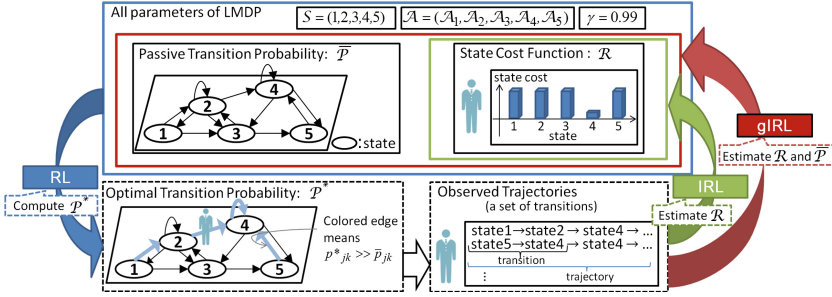 All parameters of LMDP
S = (1,2,3,4,5)
𝒜 = (𝒜₁, 𝒜₂, 𝒜₃, 𝒜₄, 𝒜₅)
γ = 0.99
Passive Transition Probability: 𝒫̅
1
2
3
4
5
:state
State Cost Function : ℛ
state cost
1 2 3 4 5
state
RL
Compute 𝒫*
gIRL
Estimate ℛ and 𝒫̅
IRL
Estimate ℛ
Optimal Transition Probability: 𝒫*
1
2
3
4
5
Colored edge
means
p*jk >> p̅jk
Observed Trajectories
(a set of transitions)
state1→state2 → state4 → ...
state5→state4 → state4 → ...
transition
trajectory
⋮